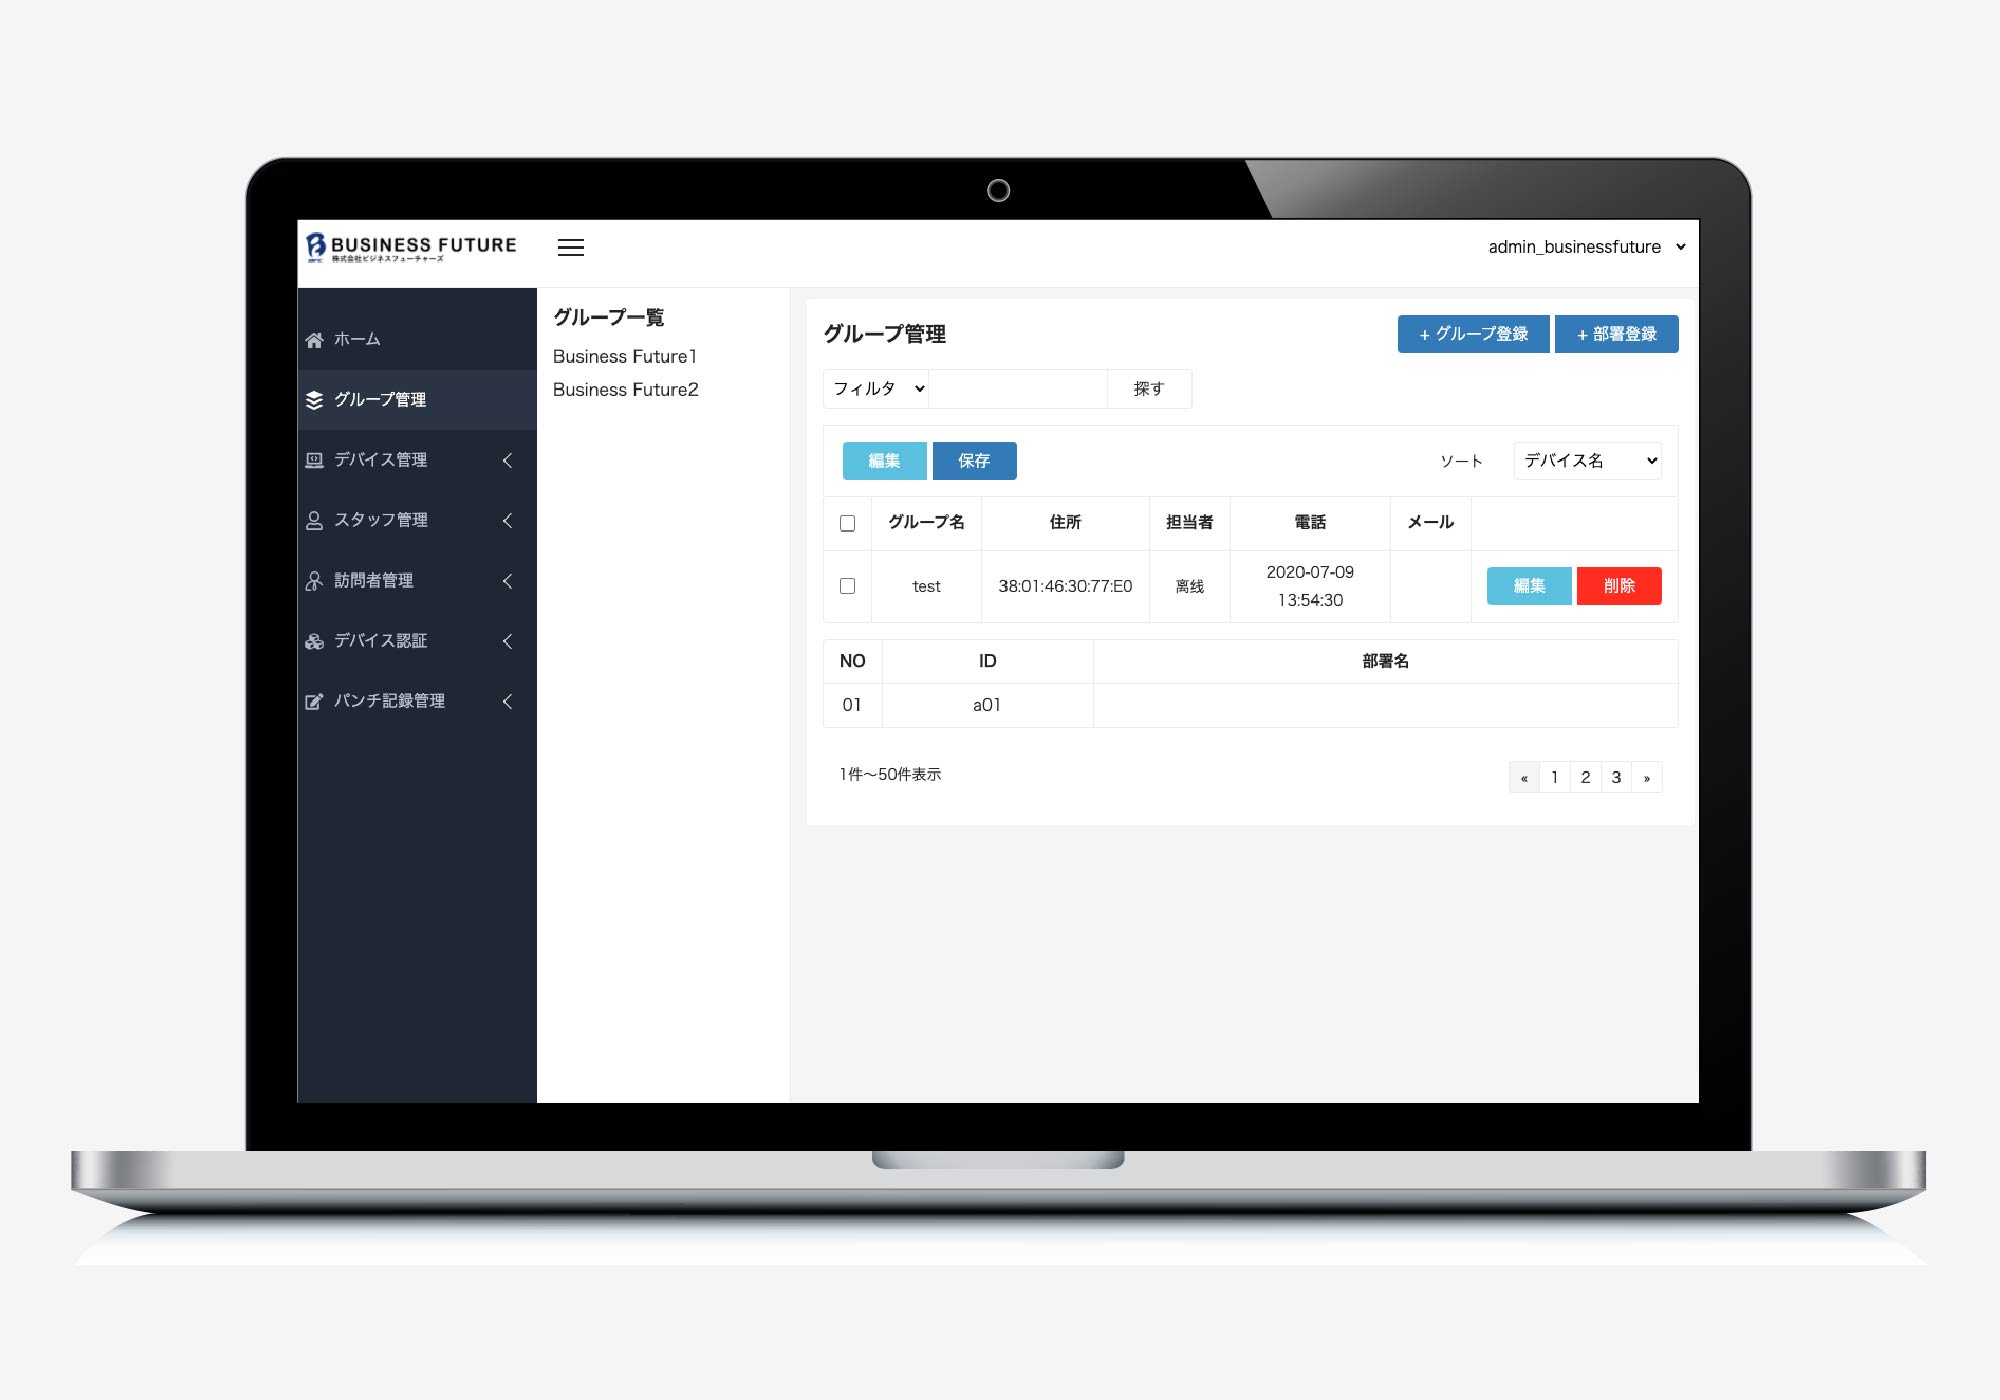 BUSINESS FUTURE
株式会社ビジネスフューチャーズ
admin_businessfuture
ホーム
グループ管理
デバイス管理
スタッフ管理
訪問者管理
デバイス認証
パンチ記録管理
グループ一覧
Business Future1
Business Future2
グループ管理
+ グループ登録 + 部署登録
フィルタ 探す
編集 保存 ソート デバイス名
グループ名 住所 担当者 電話 メール
test 38:01:46:30:77:E0 离线 2020-07-09
13:54:30
編集 削除
NO ID 部署名
01 a01
1件～50件表示
« 1 2 3 »